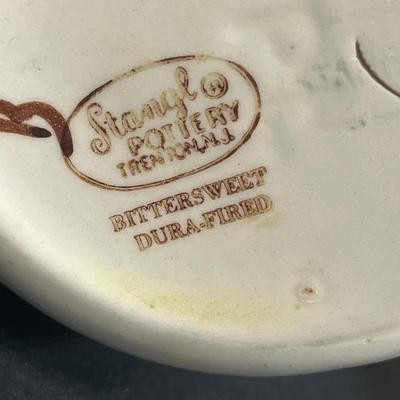 Stangl ®
POTTERY
TRENTON, N.J.
BITTERSWEET
DURA-FIRED